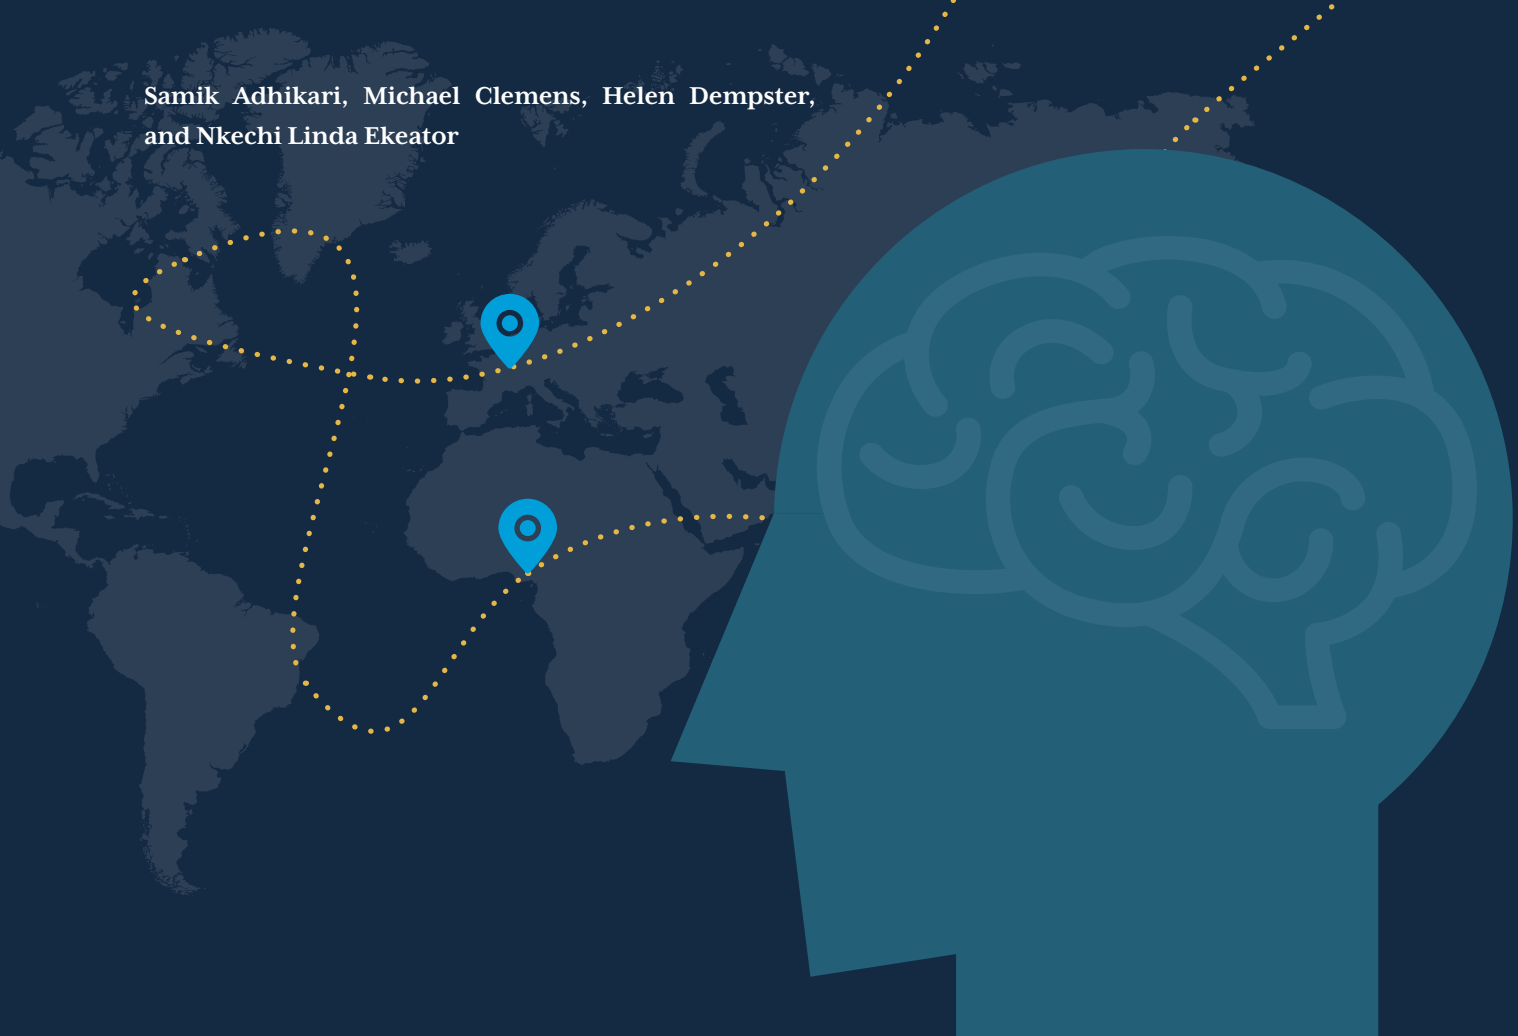 Samik Adhikari, Michael Clemens, Helen Dempster,
and Nkechi Linda Ekeator